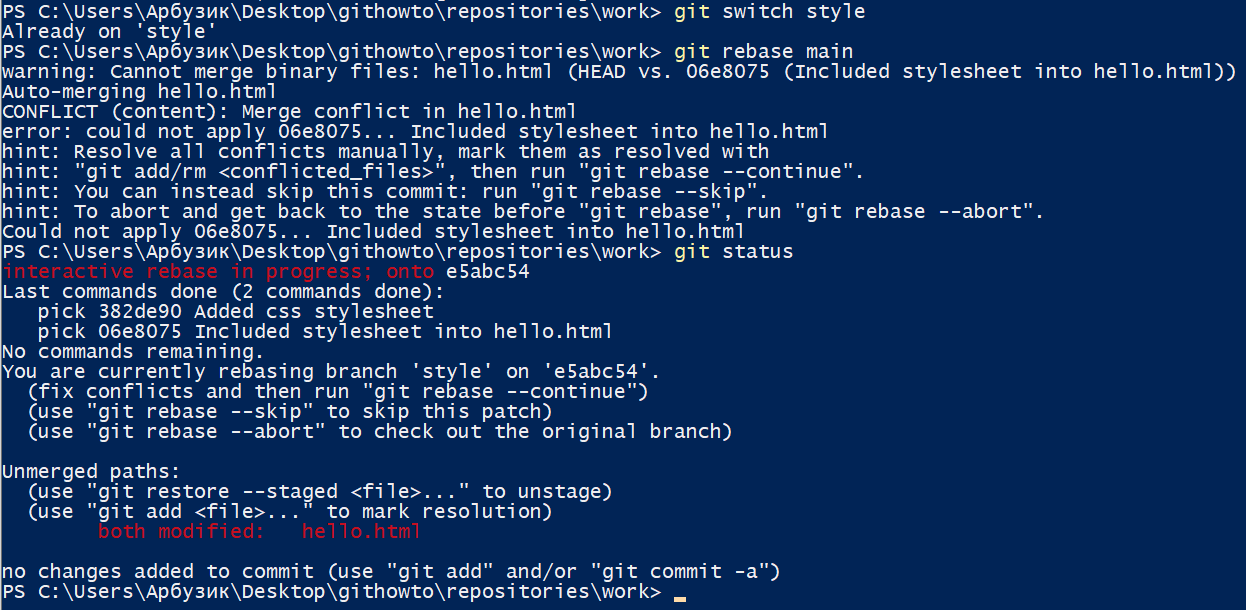 PS C:\Users\Арбузик\Desktop\githowto\repositories\work> git switch style
Already on 'style'
PS C:\Users\Арбузик\Desktop\githowto\repositories\work> git rebase main
warning: Cannot merge binary files: hello.html (HEAD vs. 06e8075 (Included stylesheet into hello.html))
Auto-merging hello.html
CONFLICT (content): Merge conflict in hello.html
error: could not apply 06e8075... Included stylesheet into hello.html
hint: Resolve all conflicts manually, mark them as resolved with
hint: "git add/rm <conflicted_files>", then run "git rebase --continue".
hint: You can instead skip this commit: run "git rebase --skip".
hint: To abort and get back to the state before "git rebase", run "git rebase --abort".
Could not apply 06e8075... Included stylesheet into hello.html
PS C:\Users\Арбузик\Desktop\githowto\repositories\work> git status
interactive rebase in progress; onto e5abc54
Last commands done (2 commands done):
   pick 382de90 Added css stylesheet
   pick 06e8075 Included stylesheet into hello.html
No commands remaining.
You are currently rebasing branch 'style' on 'e5abc54'.
  (fix conflicts and then run "git rebase --continue")
  (use "git rebase --skip" to skip this patch)
  (use "git rebase --abort" to check out the original branch)
Unmerged paths:
  (use "git restore --staged <file>..." to unstage)
  (use "git add <file>..." to mark resolution)
        both modified:   hello.html
no changes added to commit (use "git add" and/or "git commit -a")
PS C:\Users\Арбузик\Desktop\githowto\repositories\work>